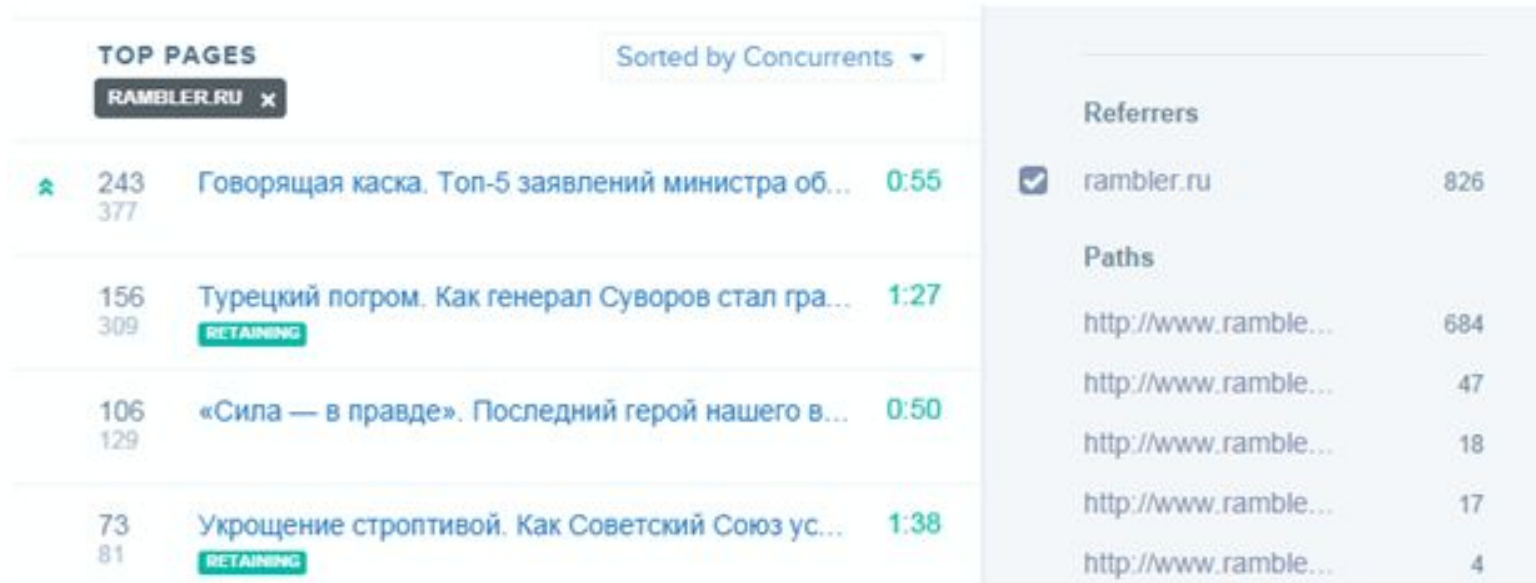 TOP PAGES
Sorted by Concurrents
RAMBLER.RU ×
243 Говорящая каска. Топ-5 заявлений министра об... 0:55
377
156 Турецкий погром. Как генерал Суворов стал гра... 1:27
309 RETAINING
106 «Сила — в правде». Последний герой нашего в... 0:50
129
73 Укрощение строптивой. Как Советский Союз ус... 1:38
81 RETAINING
Referrers
rambler.ru 826
Paths
http://www.ramble... 684
http://www.ramble... 47
http://www.ramble... 18
http://www.ramble... 17
http://www.ramble... 4